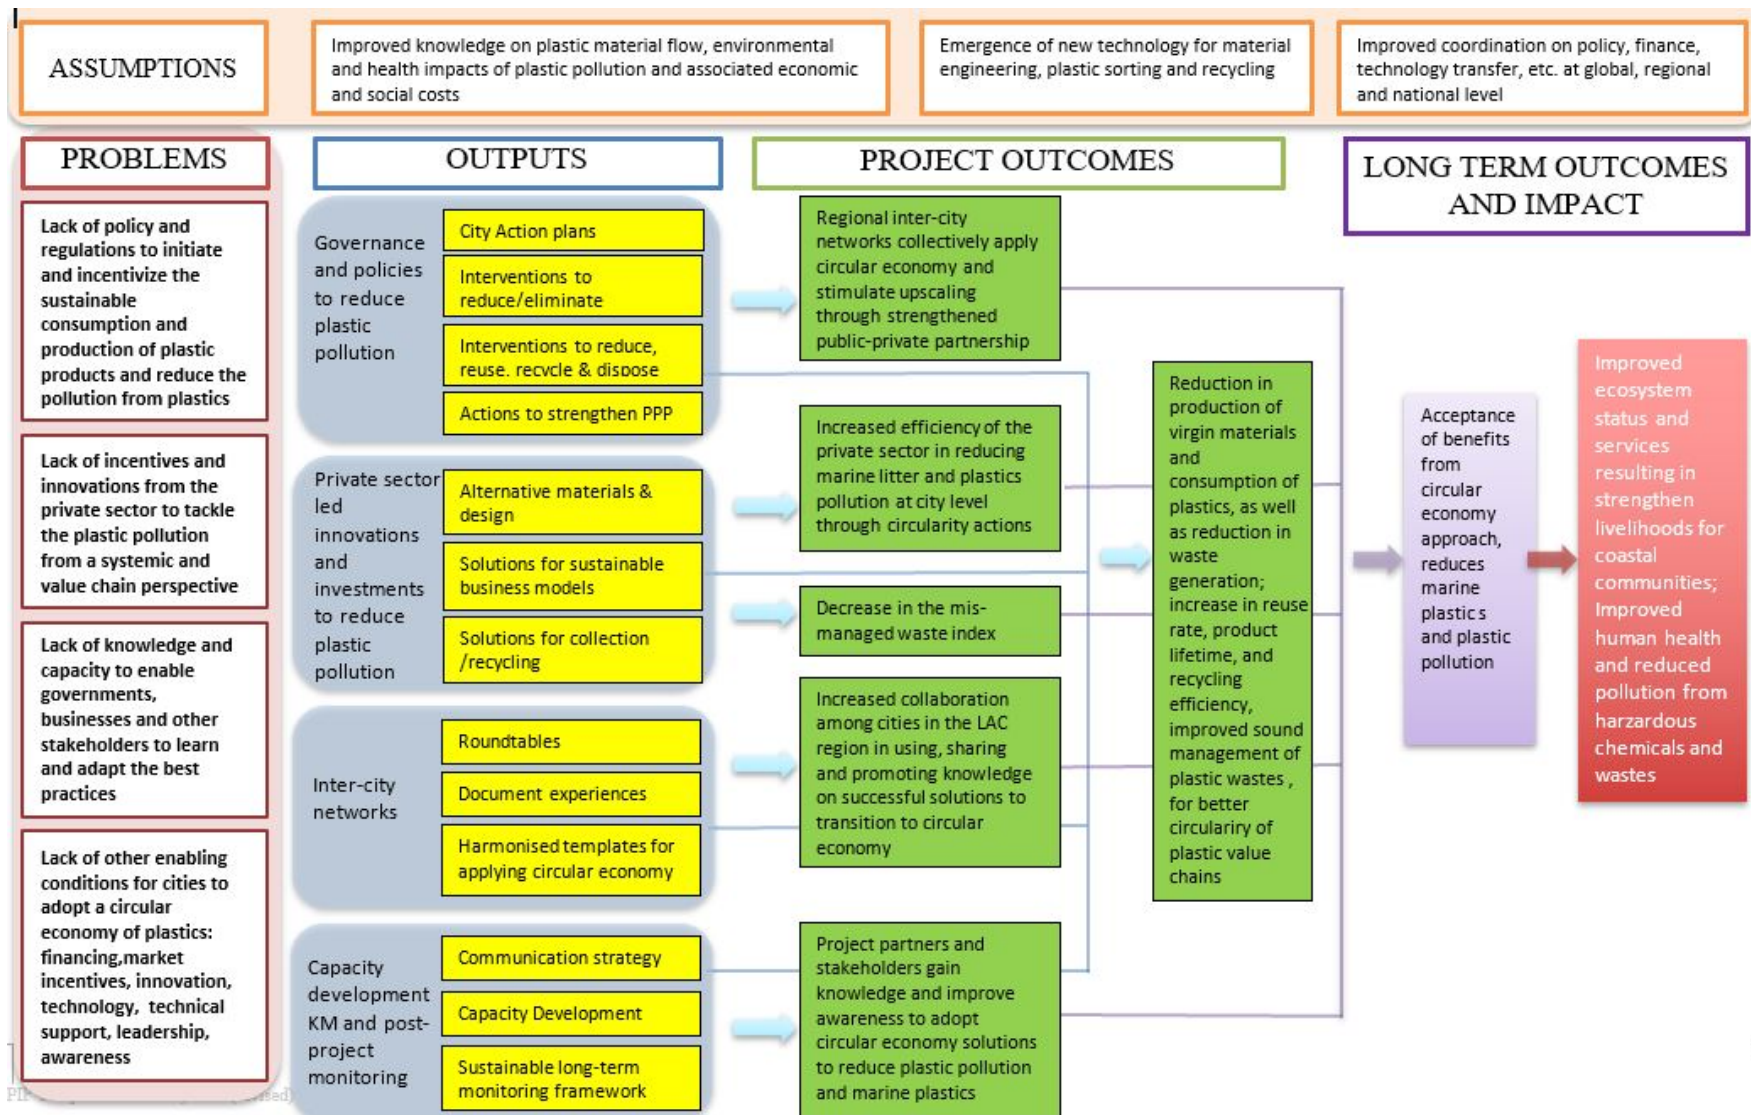 ASSUMPTIONS
Improved knowledge on plastic material flow, environmental
and health impacts of plastic pollution and associated economic
and social costs
Emergence of new technology for material
engineering, plastic sorting and recycling
Improved coordination on policy, finance,
technology transfer, etc. at global, regional
and national level
PROBLEMS
Lack of policy and
regulations to initiate
and incentivize the
sustainable
consumption and
production of plastic
products and reduce the
pollution from plastics
Lack of incentives and
innovations from the
private sector to tackle
the plastic pollution
from a systemic and
value chain perspective
Lack of knowledge and
capacity to enable
governments,
businesses and other
stakeholders to learn
and adapt the best
practices
Lack of other enabling
conditions for cities to
adopt a circular
economy of plastics:
financing,market
incentives, innovation,
technology, technical
support, leadership,
awareness
OUTPUTS
Governance
and policies
to reduce
plastic
pollution
City Action plans
Interventions to
reduce/eliminate
Interventions to reduce,
reuse, recycle & dispose
Actions to strengthen PPP
Private sector
led
innovations
and
investments
to reduce
plastic
pollution
Alternative materials &
design
Solutions for sustainable
business models
Solutions for collection
/recycling
Inter-city
networks
Roundtables
Document experiences
Harmonised templates for
applying circular economy
Capacity
development
KM and post-
project
monitoring
Communication strategy
Capacity Development
Sustainable long-term
monitoring framework
PROJECT OUTCOMES
Regional inter-city
networks collectively apply
circular economy and
stimulate upscaling
through strengthened
public-private partnership
Increased efficiency of the
private sector in reducing
marine litter and plastics
pollution at city level
through circularity actions
Decrease in the mis-
managed waste index
Increased collaboration
among cities in the LAC
region in using, sharing
and promoting knowledge
on successful solutions to
transition to circular
economy
Project partners and
stakeholders gain
knowledge and improve
awareness to adopt
circular economy solutions
to reduce plastic pollution
and marine plastics
Reduction in
production of
virgin materials
and
consumption of
plastics, as well
as reduction in
waste
generation;
increase in reuse
rate, product
lifetime, and
recycling
efficiency,
improved sound
management of
plastic wastes ,
for better
circulariry of
plastic value
chains
LONG TERM OUTCOMES
AND IMPACT
Acceptance
of benefits
from
circular
economy
approach,
reduces
marine
plastic s
and plastic
pollution
Improved
ecosystem
status and
services
resulting in
strengthen
livelihoods for
coastal
communities;
Improved
human health
and reduced
pollution from
harzardous
chemicals and
wastes